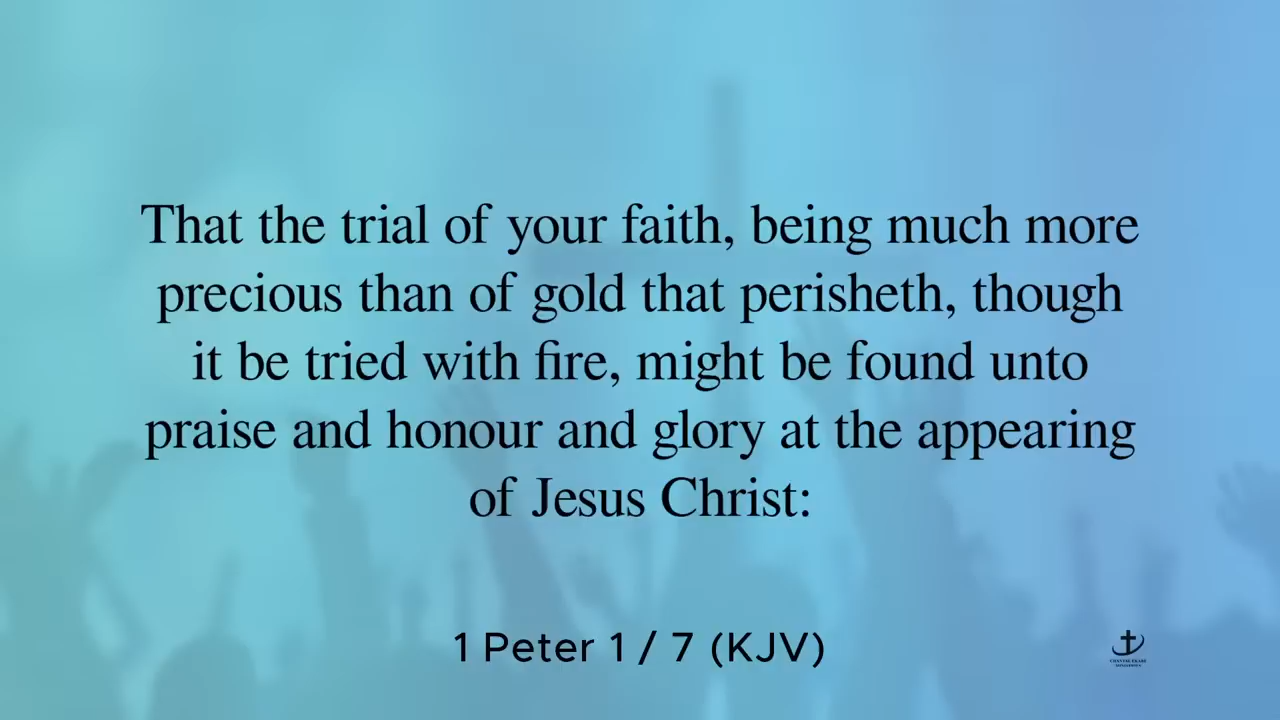 That the trial of your faith, being much more
precious than of gold that perisheth, though
it be tried with fire, might be found unto
praise and honour and glory at the appearing
of Jesus Christ:
1 Peter 1 / 7 (KJV)